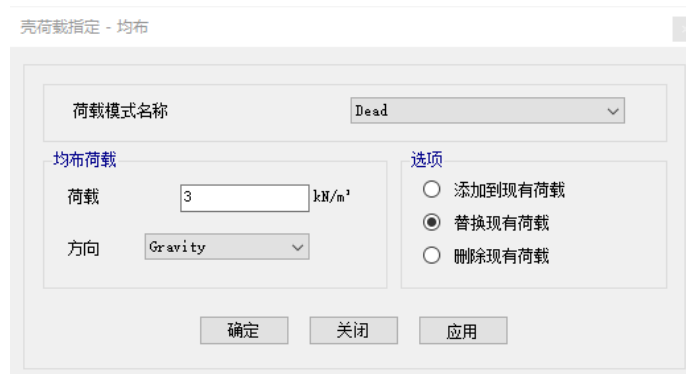 壳荷载指定 - 均布
荷载模式名称 Dead
均布荷载
荷载 3 kN/m²
方向 Gravity
选项
添加到现有荷载
替换现有荷载
删除现有荷载
确定 关闭 应用